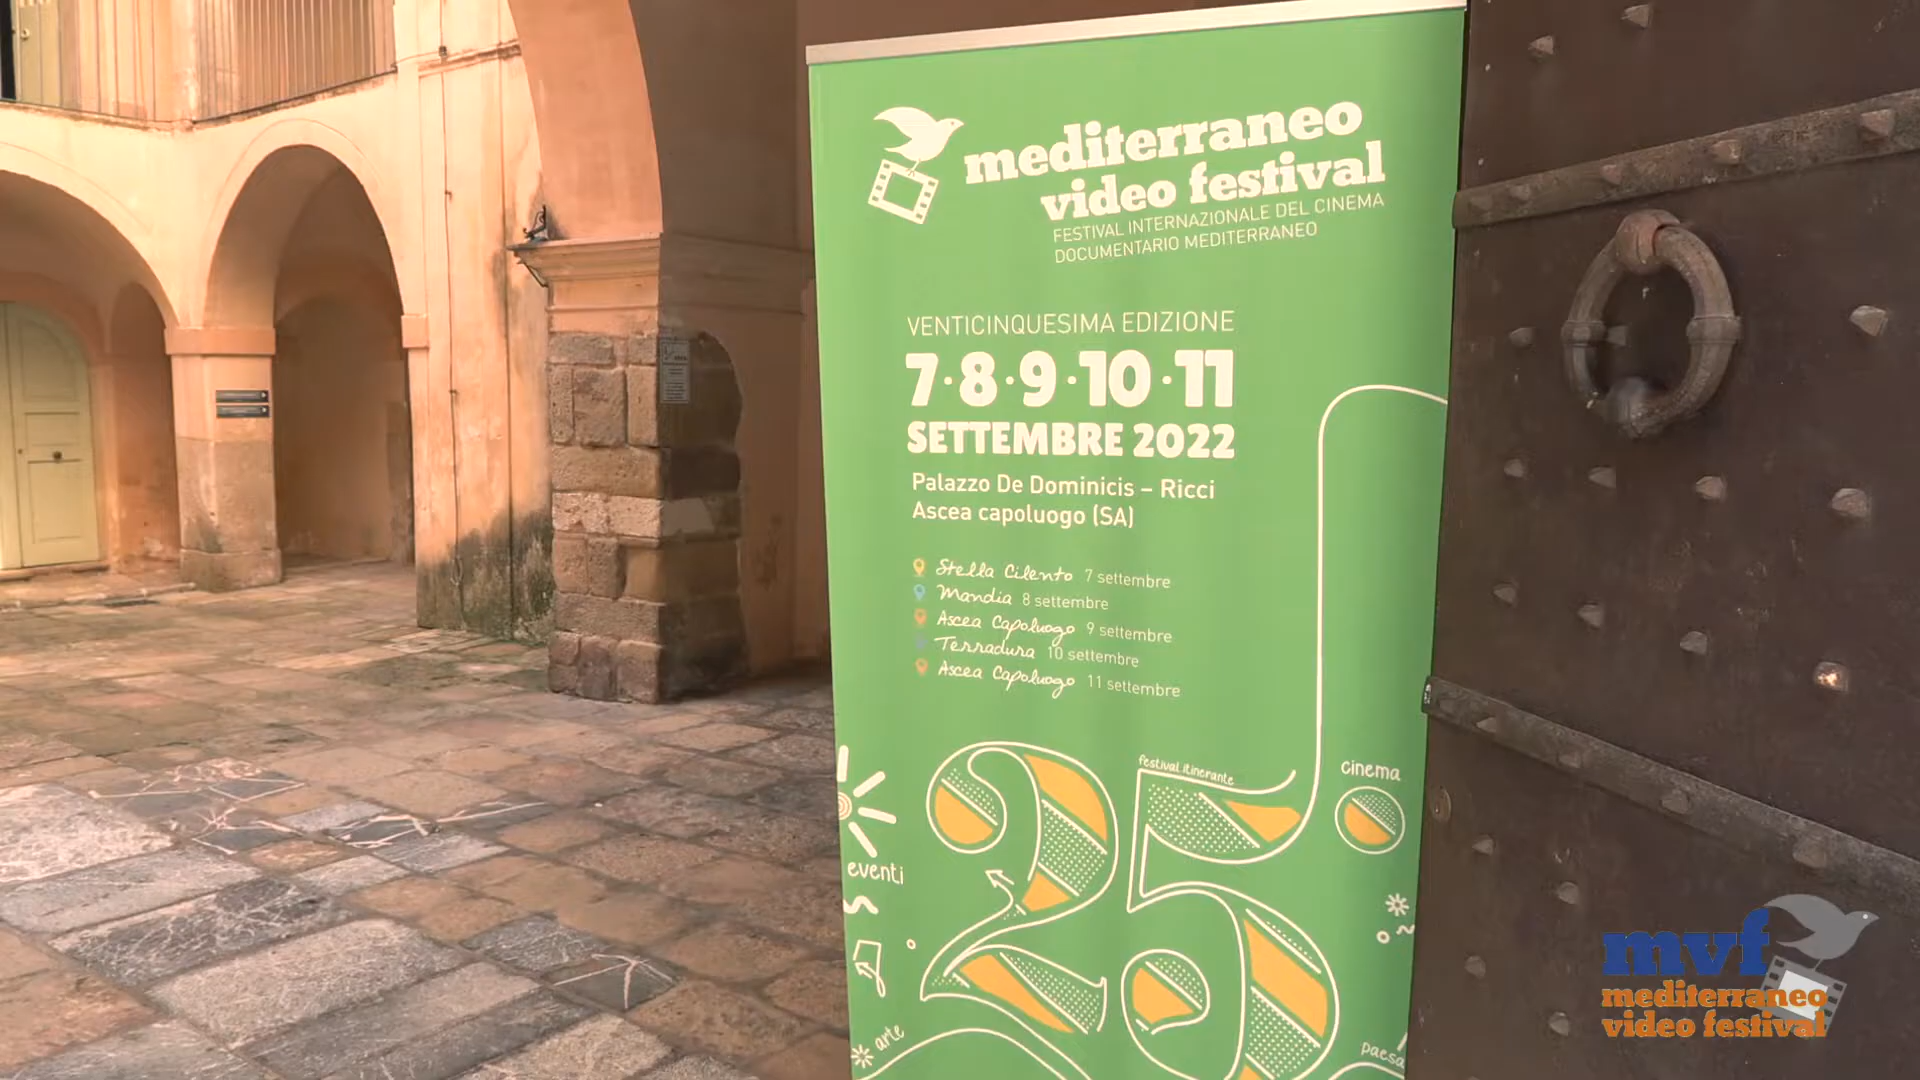 mediterraneo
video festival
FESTIVAL INTERNAZIONALE DEL CINEMA
DOCUMENTARIO MEDITERRANEO
VENTICINQUESIMA EDIZIONE
7·8·9·10·11
SETTEMBRE 2022
Palazzo De Dominicis – Ricci
Ascea capoluogo (SA)
Stella Cilento 7 settembre
Mandia 8 settembre
Ascea Capoluogo 9 settembre
Terradura 10 settembre
Ascea Capoluogo 11 settembre
25
festival itinerante
cinema
eventi
arte
paesa
mvf
mediterraneo
video festival